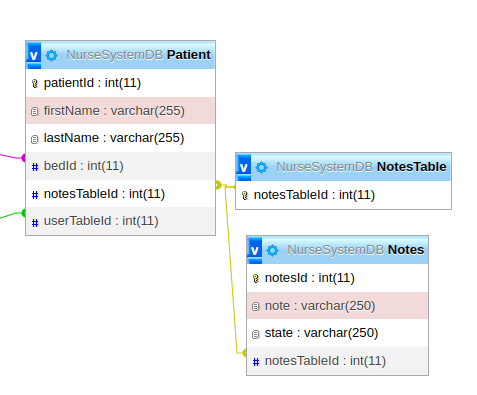 v NurseSystemDB Patient
patientId : int(11)
firstName : varchar(255)
lastName : varchar(255)
# bedId : int(11)
# notesTableId : int(11)
# userTableId : int(11)
v NurseSystemDB NotesTable
notesTableId : int(11)
v NurseSystemDB Notes
notesId : int(11)
note : varchar(250)
state : varchar(250)
# notesTableId : int(11)